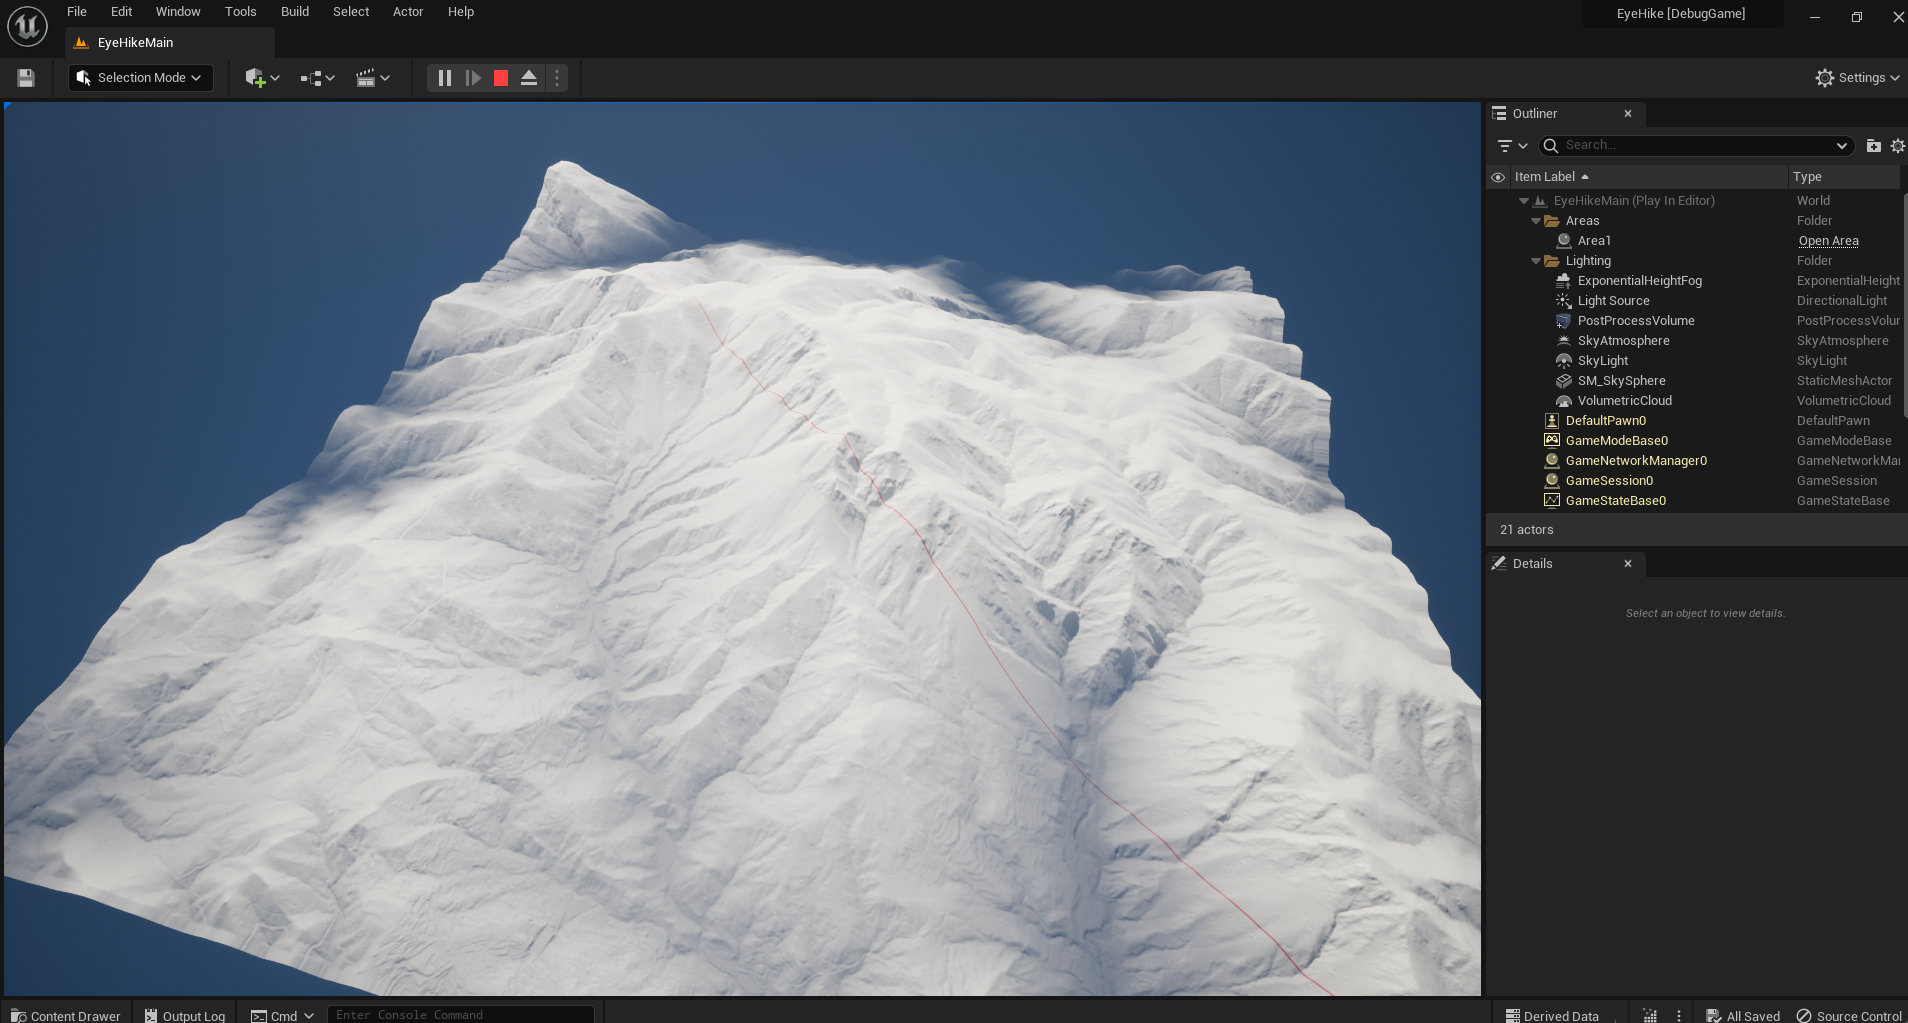 File Edit Window Tools Build Select Actor Help
EyeHike [DebugGame]
EyeHikeMain
Selection Mode
Settings
Outliner
Search...
Item Label Type
EyeHikeMain (Play In Editor) World
Areas Folder
Area1 Open Area
Lighting Folder
ExponentialHeightFog ExponentialHeight
Light Source DirectionalLight
PostProcessVolume PostProcessVolur
SkyAtmosphere SkyAtmosphere
SkyLight SkyLight
SM_SkySphere StaticMeshActor
VolumetricCloud VolumetricCloud
DefaultPawn0 DefaultPawn
GameModeBase0 GameModeBase
GameNetworkManager0 GameNetworkMa
GameSession0 GameSession
GameStateBase0 GameStateBase
21 actors
Details
Select an object to view details.
Content Drawer Output Log Cmd Enter Console Command Derived Data All Saved Source Control